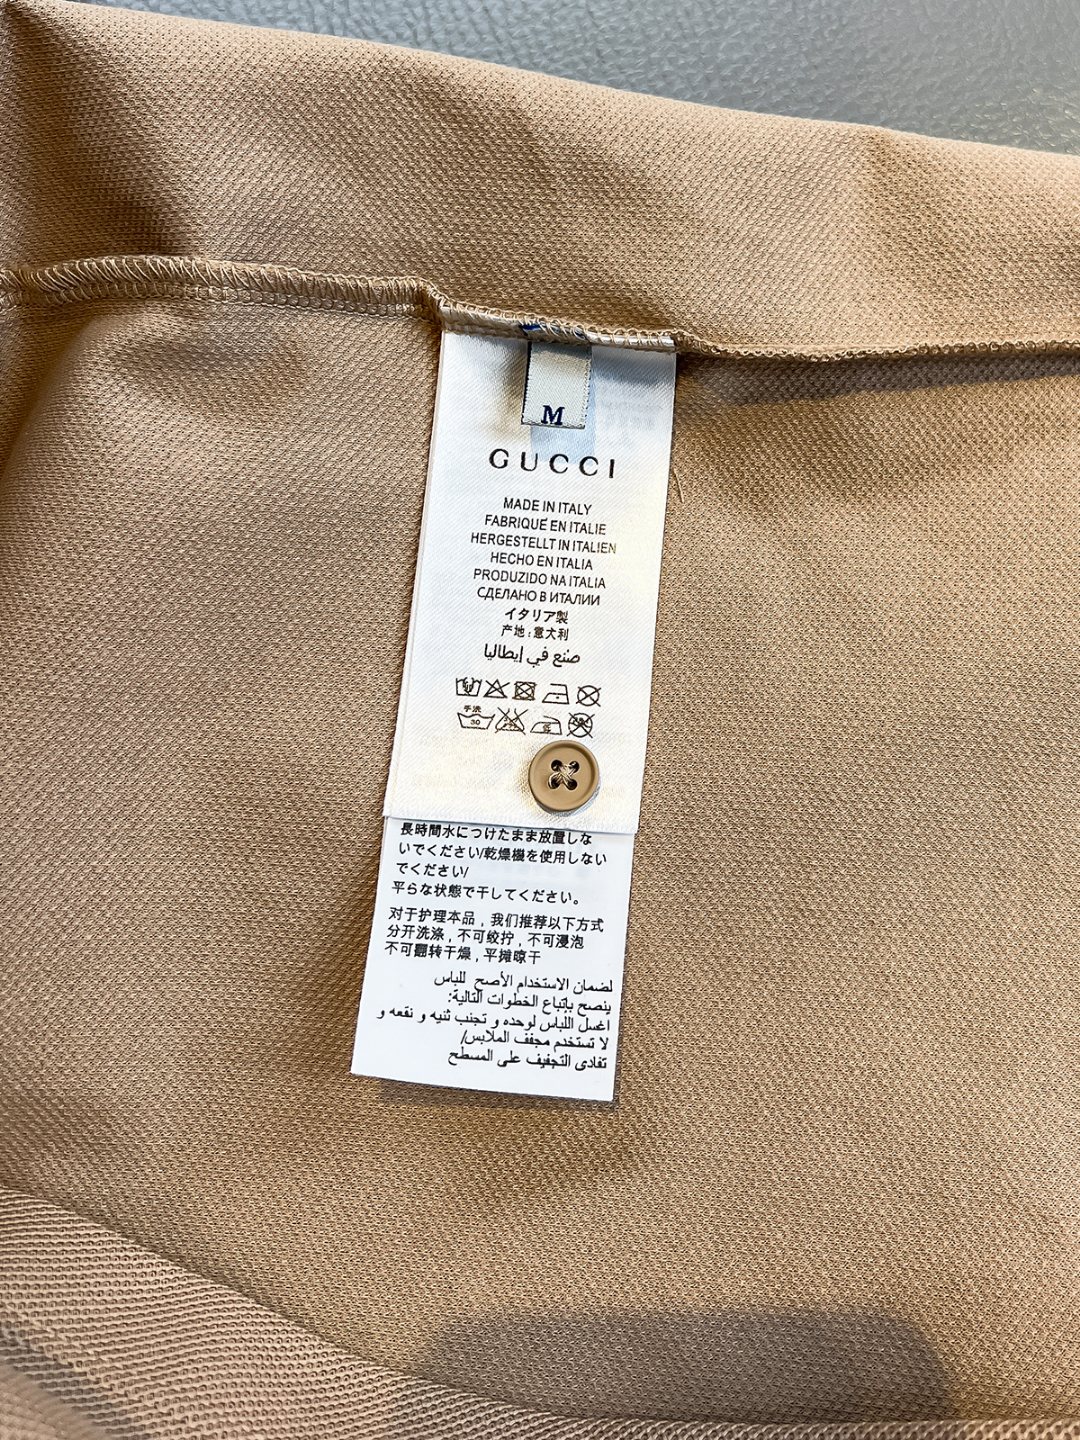 M
GUCCI
MADE IN ITALY
FABRIQUÉ EN ITALIE
HERGESTELLT IN ITALIEN
HECHO EN ITALIA
PRODUZIDO NA ITALIA
СДЕЛАНО В ИТАЛИИ
イタリア製
产地:意大利
صنع في إيطاليا
手洗
30
長時間水につけたまま放置しな
いでください/乾燥機を使用しない
でください/
平らな状態で干してください。
对于护理本品，我们推荐以下方式
分开洗涤，不可绞拧，不可浸泡
不可翻转干燥，平摊晾干
لضمان الاستخدام الأصح للباس
ينصح بإتباع الخطوات التالية:
اغسل اللباس لوحده و تجنب ثنيه و نقعه و
لا تستخدم مجفف الملابس/
تفادى التجفيف على المسطح